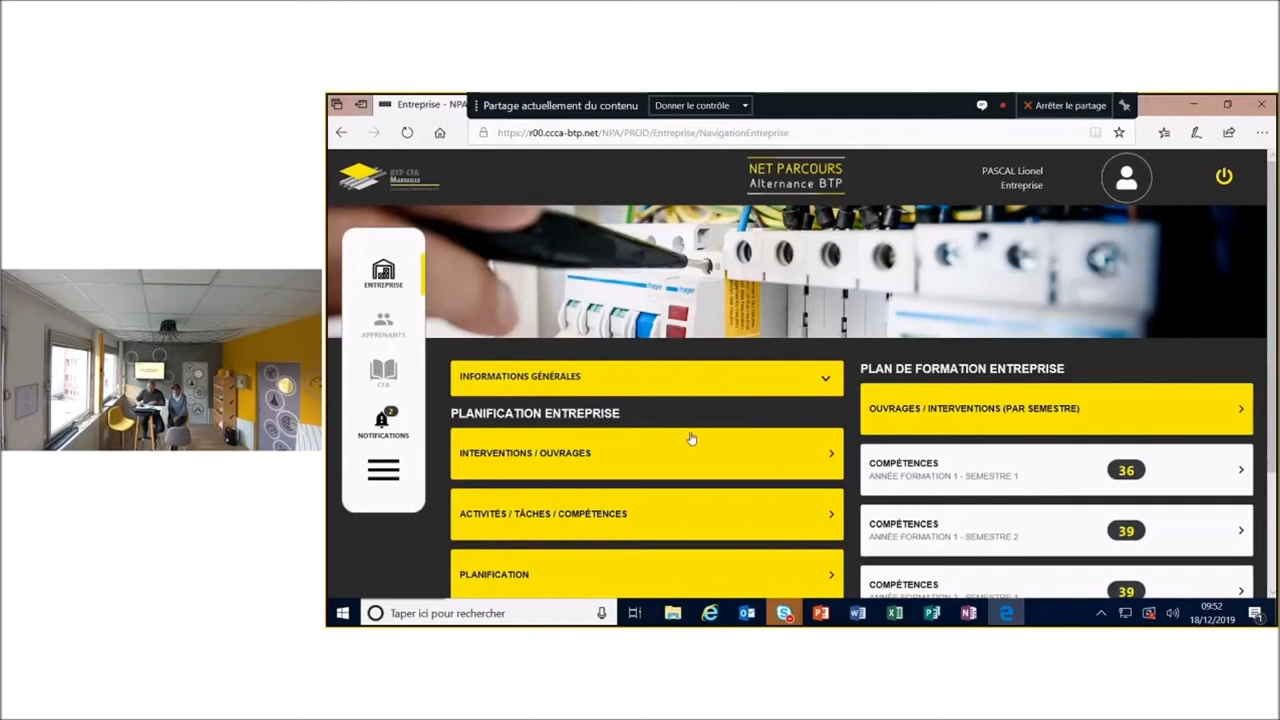 Entreprise - NPA
Partage actuellement du contenu
Donner le contrôle
Arrêter le partage
https://r00.ccca-btp.net/NPA/PROD/Entreprise/NavigationEntreprise
BTP CFA
MARSEILLE
NET PARCOURS
Alternance BTP
PASCAL Lionel
Entreprise
hager
hager
ENTREPRISE
APPRENANTS
CFA
2
NOTIFICATIONS
INFORMATIONS GÉNÉRALES
PLANIFICATION ENTREPRISE
INTERVENTIONS / OUVRAGES
ACTIVITÉS / TÂCHES / COMPÉTENCES
PLANIFICATION
PLAN DE FORMATION ENTREPRISE
OUVRAGES / INTERVENTIONS (PAR SEMESTRE)
COMPÉTENCES
ANNÉE FORMATION 1 - SEMESTRE 1
36
COMPÉTENCES
ANNÉE FORMATION 1 - SEMESTRE 2
39
COMPÉTENCES
39
Taper ici pour rechercher
09:52
18/12/2019
1